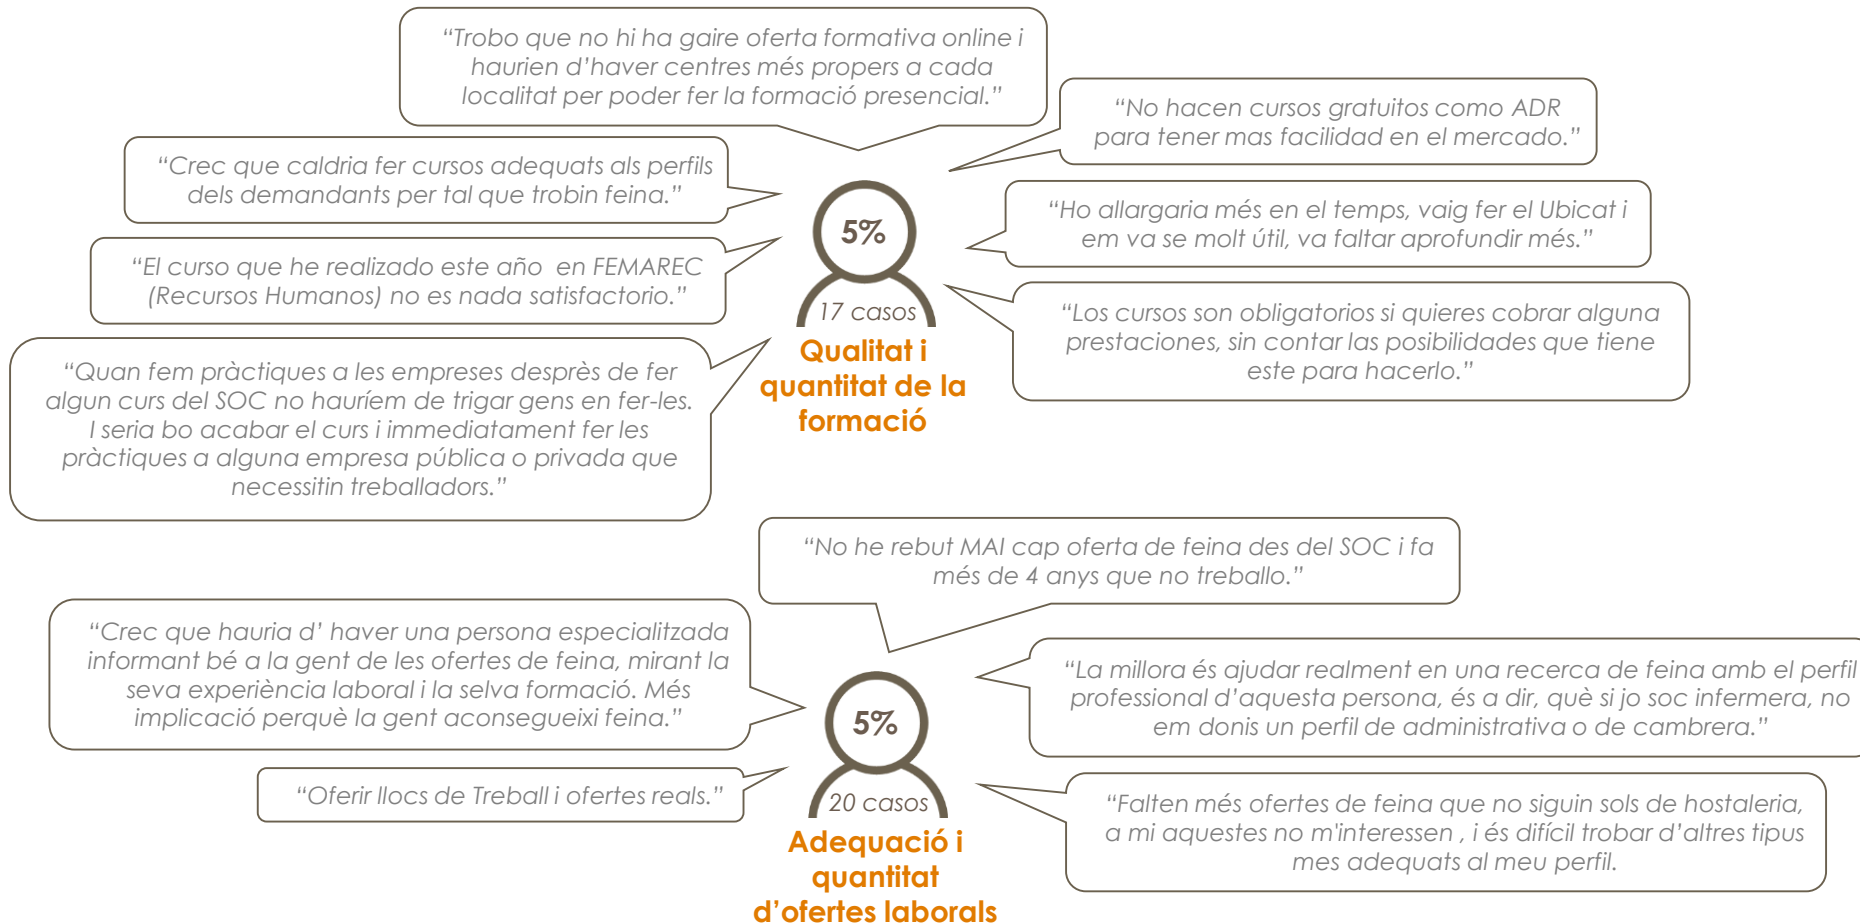 “Trobo que no hi ha gaire oferta formativa online i
haurien d’haver centres més propers a cada
localitat per poder fer la formació presencial.”
“No hacen cursos gratuitos como ADR
para tener mas facilidad en el mercado.”
“Crec que caldria fer cursos adequats als perfils
dels demandants per tal que trobin feina.”
“Ho allargaria més en el temps, vaig fer el Ubicat i
em va se molt útil, va faltar aprofundir més.”
“El curso que he realizado este año  en FEMAREC
(Recursos Humanos) no es nada satisfactorio.”
“Los cursos son obligatorios si quieres cobrar alguna
prestaciones, sin contar las posibilidades que tiene
este para hacerlo.”
“Quan fem pràctiques a les empreses desprès de fer
algun curs del SOC no hauríem de trigar gens en fer-les.
I seria bo acabar el curs i immediatament fer les
pràctiques a alguna empresa pública o privada que
necessitin treballadors.”
5%
17 casos
Qualitat i
quantitat de la
formació
“No he rebut MAI cap oferta de feina des del SOC i fa
més de 4 anys que no treballo.”
“Crec que hauria d’ haver una persona especialitzada
informant bé a la gent de les ofertes de feina, mirant la
seva experiència laboral i la selva formació. Més
implicació perquè la gent aconsegueixi feina.”
“La millora és ajudar realment en una recerca de feina amb el perfil
professional d’aquesta persona, és a dir, què si jo soc infermera, no
em donis un perfil de administrativa o de cambrera.”
“Oferir llocs de Treball i ofertes reals.”
“Falten més ofertes de feina que no siguin sols de hostaleria,
a mi aquestes no m'interessen , i és difícil trobar d’altres tipus
mes adequats al meu perfil.
5%
20 casos
Adequació i
quantitat
d’ofertes laborals